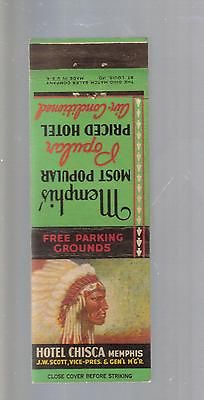 THE OHIO MATCH SALES COMPANY
ST. LOUIS, MO. MADE IN U.S.A.
Memphis'
MOST POPULAR
Popular
PRICED HOTEL
Air-Conditioned
FREE PARKING
GROUNDS
HOTEL CHISCA MEMPHIS
J.W. SCOTT, VICE-PRES. & GEN'L M'G'R.
CLOSE COVER BEFORE STRIKING